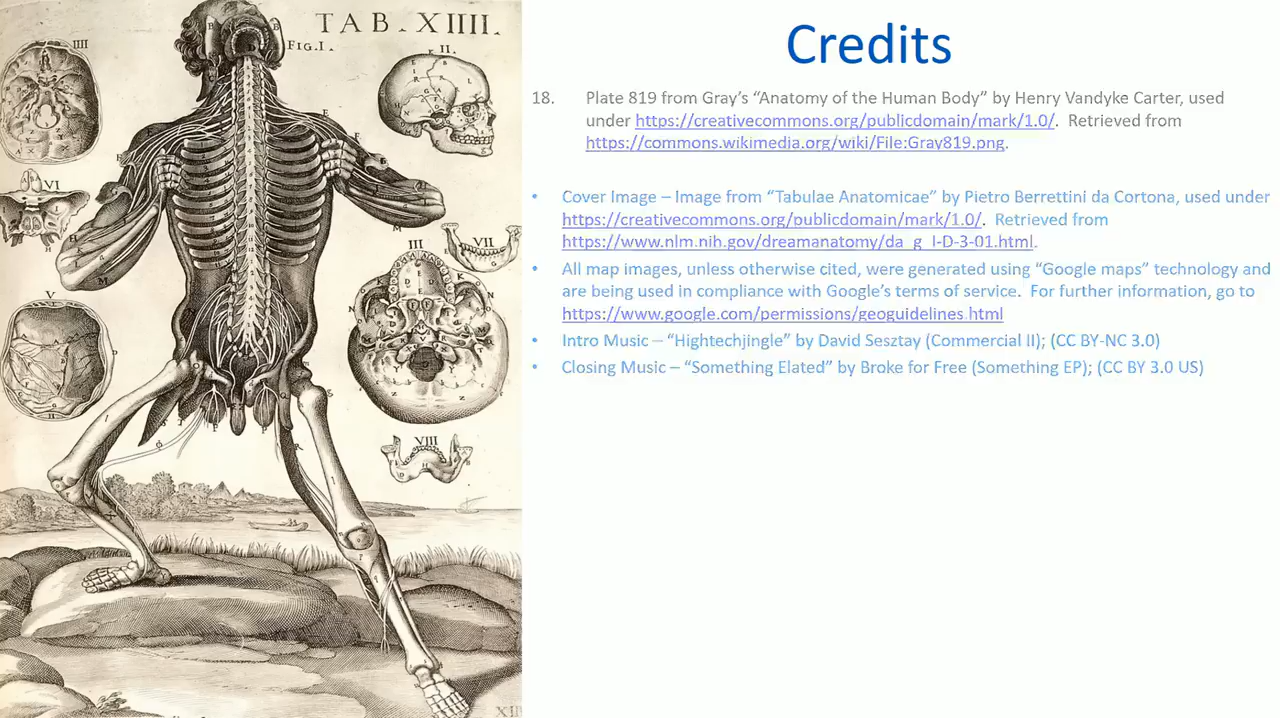 TAB. XIIII.
FIG. I.
IIII
II.
VI
III
VII
V
VIII
Credits
18. Plate 819 from Gray's “Anatomy of the Human Body” by Henry Vandyke Carter, used
under https://creativecommons.org/publicdomain/mark/1.0/. Retrieved from
https://commons.wikimedia.org/wiki/File:Gray819.png.
• Cover Image – Image from “Tabulae Anatomicae” by Pietro Berrettini da Cortona, used under
https://creativecommons.org/publicdomain/mark/1.0/. Retrieved from
https://www.nlm.nih.gov/dreamanatomy/da_g_I-D-3-01.html.
• All map images, unless otherwise cited, were generated using “Google maps” technology and
are being used in compliance with Google's terms of service. For further information, go to
https://www.google.com/permissions/geoguidelines.html
• Intro Music – “Hightechjingle” by David Sesztay (Commercial II); (CC BY-NC 3.0)
• Closing Music – “Something Elated” by Broke for Free (Something EP); (CC BY 3.0 US)